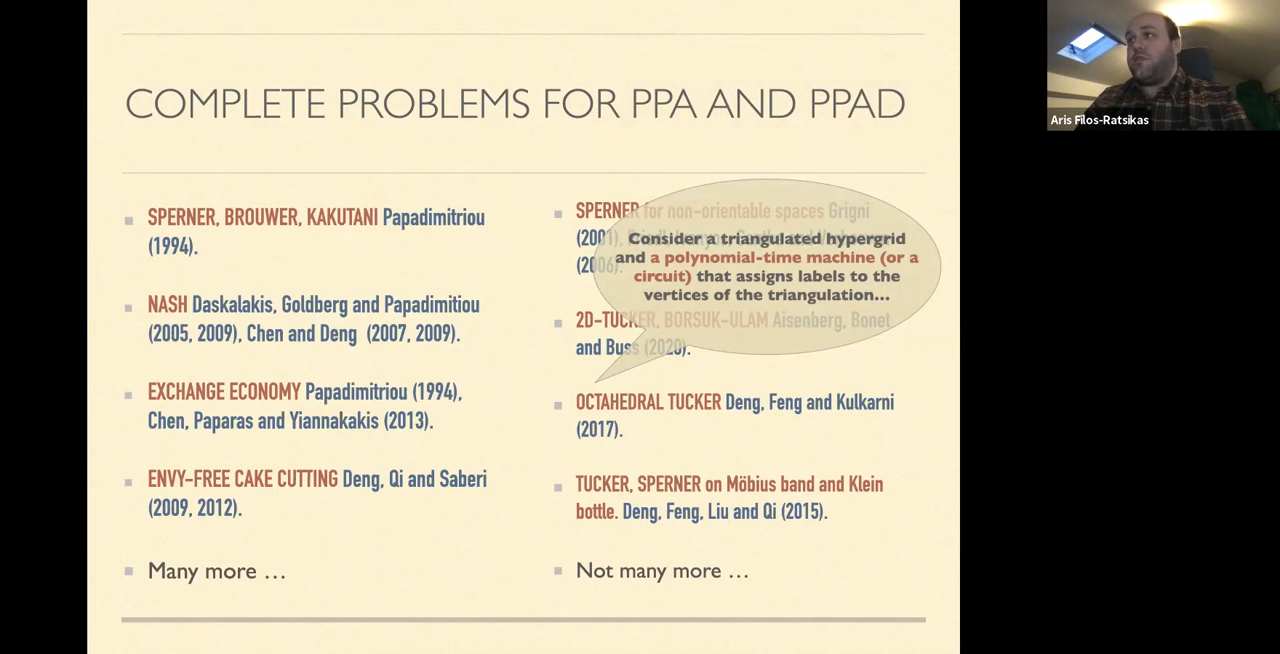 COMPLETE PROBLEMS FOR PPA AND PPAD
SPERNER, BROUWER, KAKUTANI Papadimitriou
(1994).
NASH Daskalakis, Goldberg and Papadimitiou
(2005, 2009), Chen and Deng (2007, 2009).
EXCHANGE ECONOMY Papadimitriou (1994),
Chen, Paparas and Yiannakakis (2013).
ENVY-FREE CAKE CUTTING Deng, Qi and Saberi
(2009, 2012).
Many more …
SPERNER for non-orientable spaces Grigni
(2001),
(2006).
Consider a triangulated hypergrid
and a polynomial-time machine (or a
circuit) that assigns labels to the
vertices of the triangulation...
2D-TUCKER, BORSUK-ULAM Aisenberg, Bonet
and Buss (2020).
OCTAHEDRAL TUCKER Deng, Feng and Kulkarni
(2017).
TUCKER, SPERNER on Möbius band and Klein
bottle. Deng, Feng, Liu and Qi (2015).
Not many more …
Aris Filos-Ratsikas